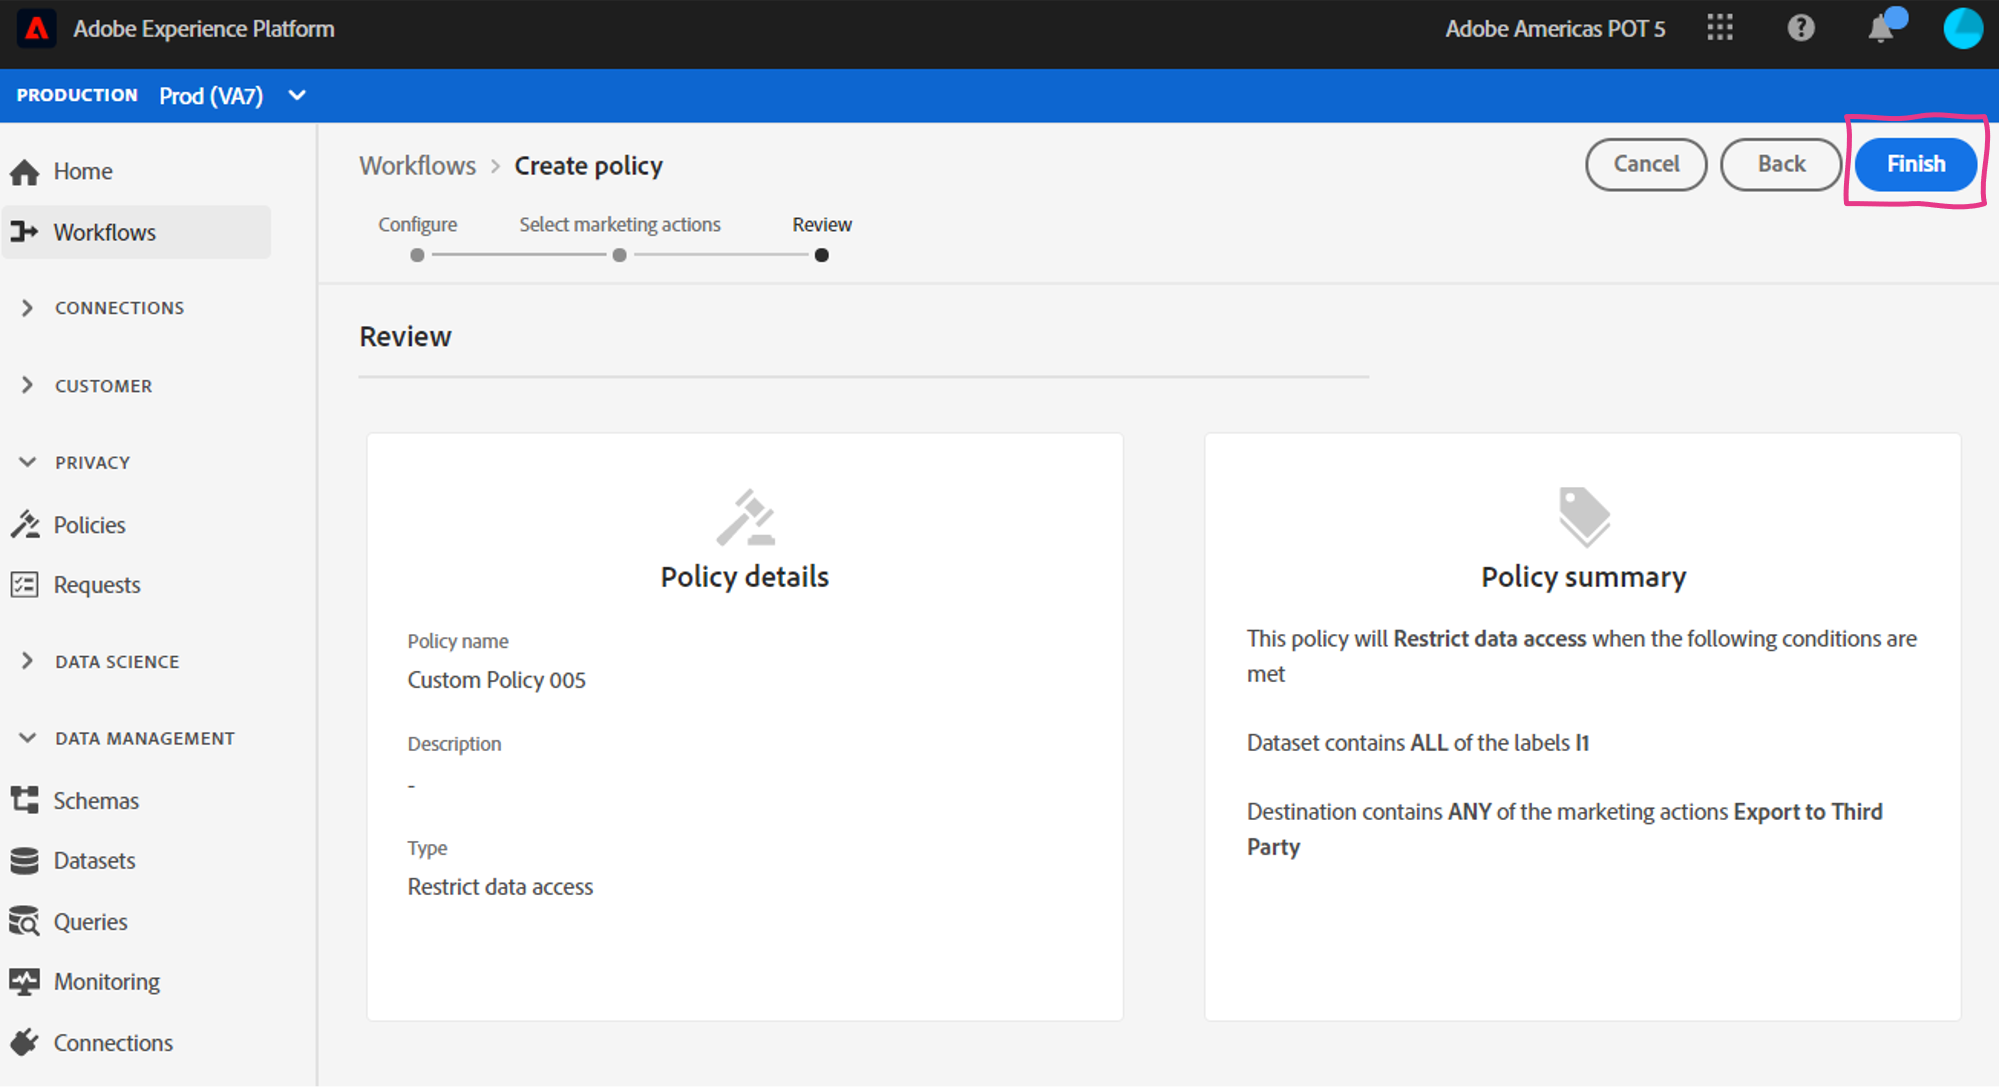 Adobe Experience Platform
Adobe Americas POT 5
PRODUCTION Prod (VA7)
Home
Workflows
CONNECTIONS
CUSTOMER
PRIVACY
Policies
Requests
DATA SCIENCE
DATA MANAGEMENT
Schemas
Datasets
Queries
Monitoring
Connections
Workflows > Create policy
Cancel
Back
Finish
Configure
Select marketing actions
Review
Review
Policy details
Policy name
Custom Policy 005
Description
-
Type
Restrict data access
Policy summary
This policy will Restrict data access when the following conditions are
met
Dataset contains ALL of the labels I1
Destination contains ANY of the marketing actions Export to Third
Party